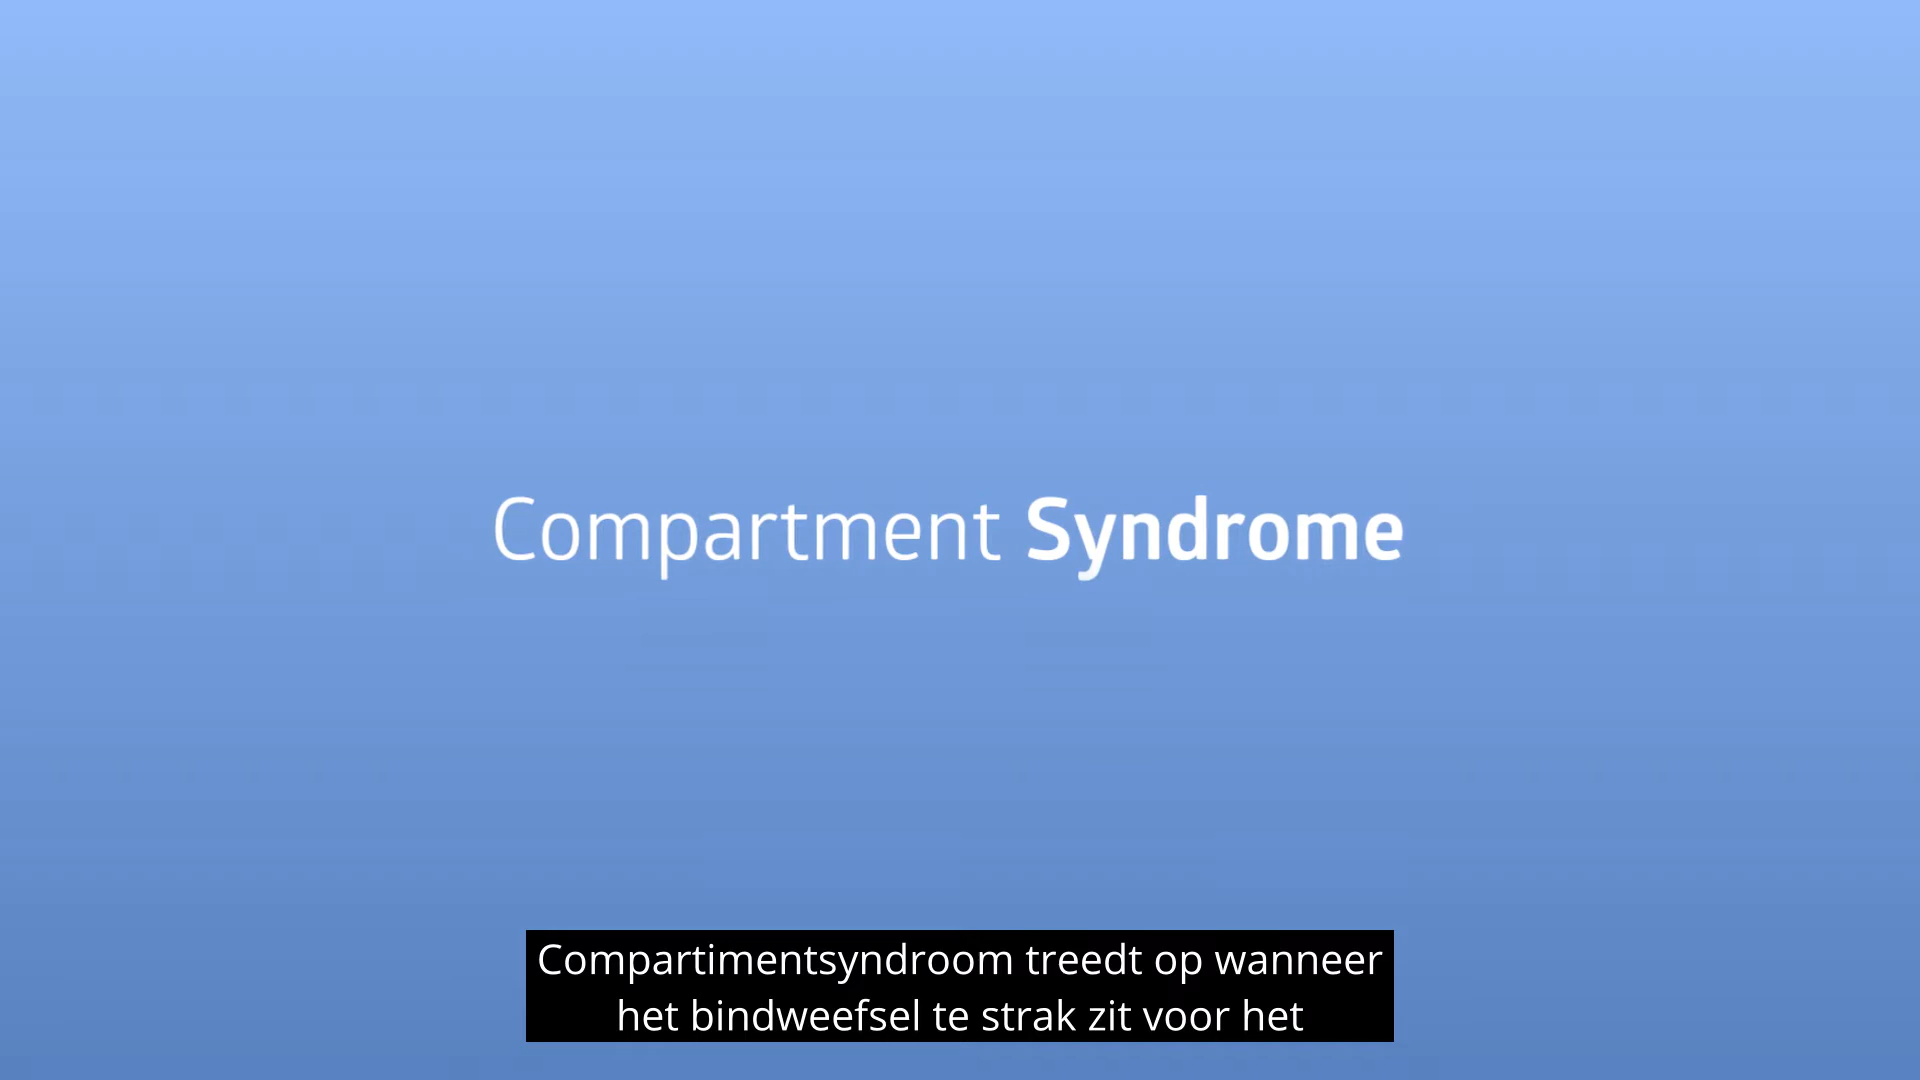 Compartment Syndrome
Compartimentsyndroom treedt op wanneer
het bindweefsel te strak zit voor het